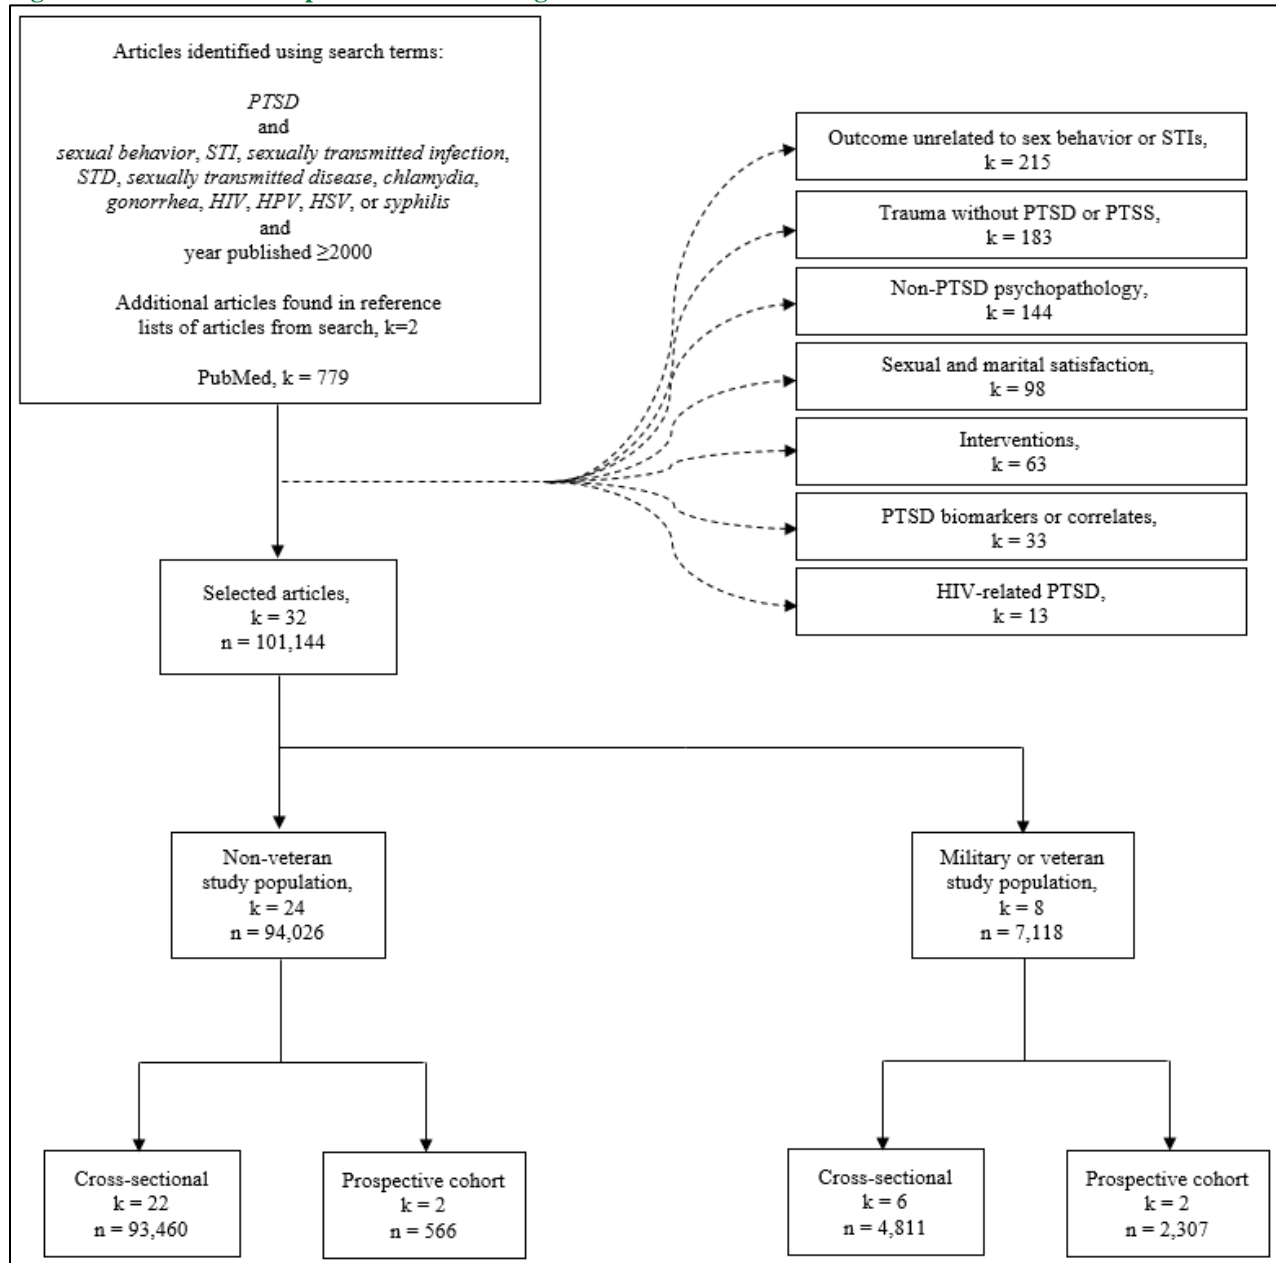 Articles identified using search terms:
PTSD
and
sexual behavior, STI, sexually transmitted infection,
STD, sexually transmitted disease, chlamydia,
gonorrhea, HIV, HPV, HSV, or syphilis
and
year published ≥2000
Additional articles found in reference
lists of articles from search, k=2
PubMed, k = 779
Outcome unrelated to sex behavior or STIs,
k = 215
Trauma without PTSD or PTSS,
k = 183
Non-PTSD psychopathology,
k = 144
Sexual and marital satisfaction,
k = 98
Interventions,
k = 63
PTSD biomarkers or correlates,
k = 33
HIV-related PTSD,
k = 13
Selected articles,
k = 32
n = 101,144
Non-veteran
study population,
k = 24
n = 94,026
Military or veteran
study population,
k = 8
n = 7,118
Cross-sectional
k = 22
n = 93,460
Prospective cohort
k = 2
n = 566
Cross-sectional
k = 6
n = 4,811
Prospective cohort
k = 2
n = 2,307